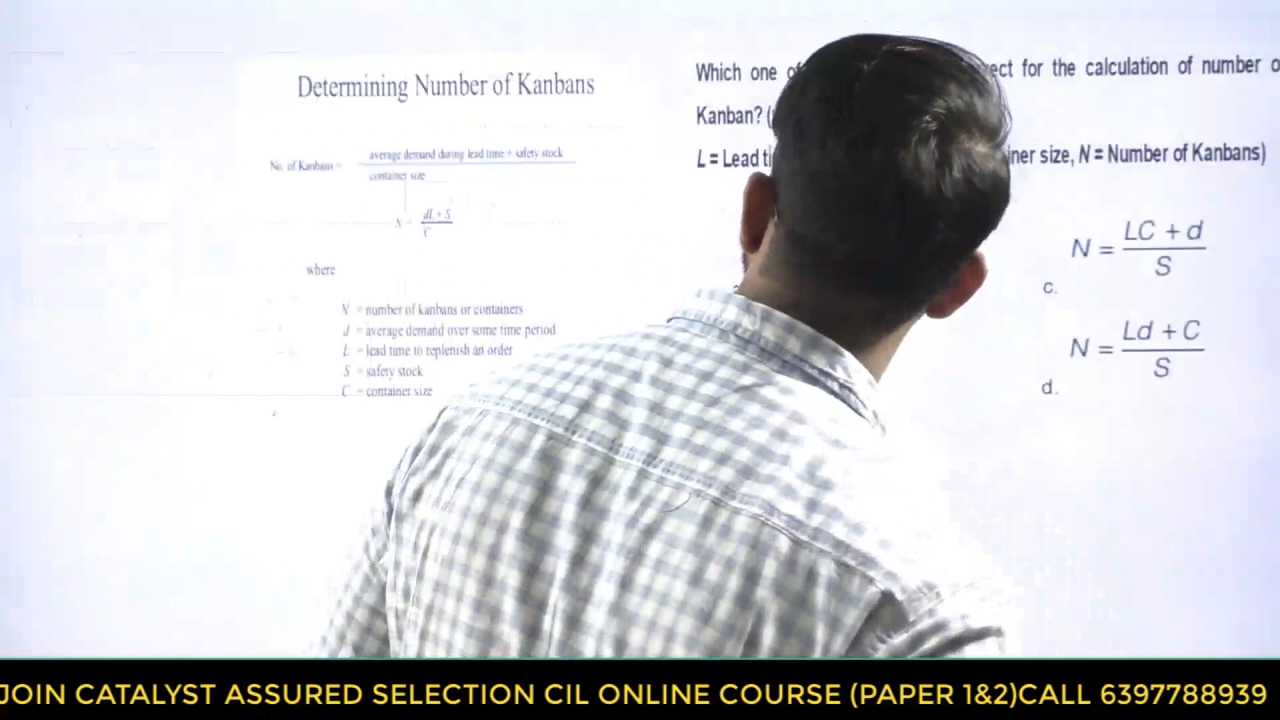 Determining Number of Kanbans
No. of Kanbans = average demand during lead time + safety stock
container size
N = dL + S
C
where
N = number of kanbans or containers
d = average demand over some time period
L = lead time to replenish an order
S = safety stock
C = container size
Which one of ect for the calculation of number o
Kanban? (
L = Lead ti ner size, N = Number of Kanbans)
c. N = LC + d
S
d. N = Ld + C
S
JOIN CATALYST ASSURED SELECTION CIL ONLINE COURSE (PAPER 1&2)CALL 6397788939